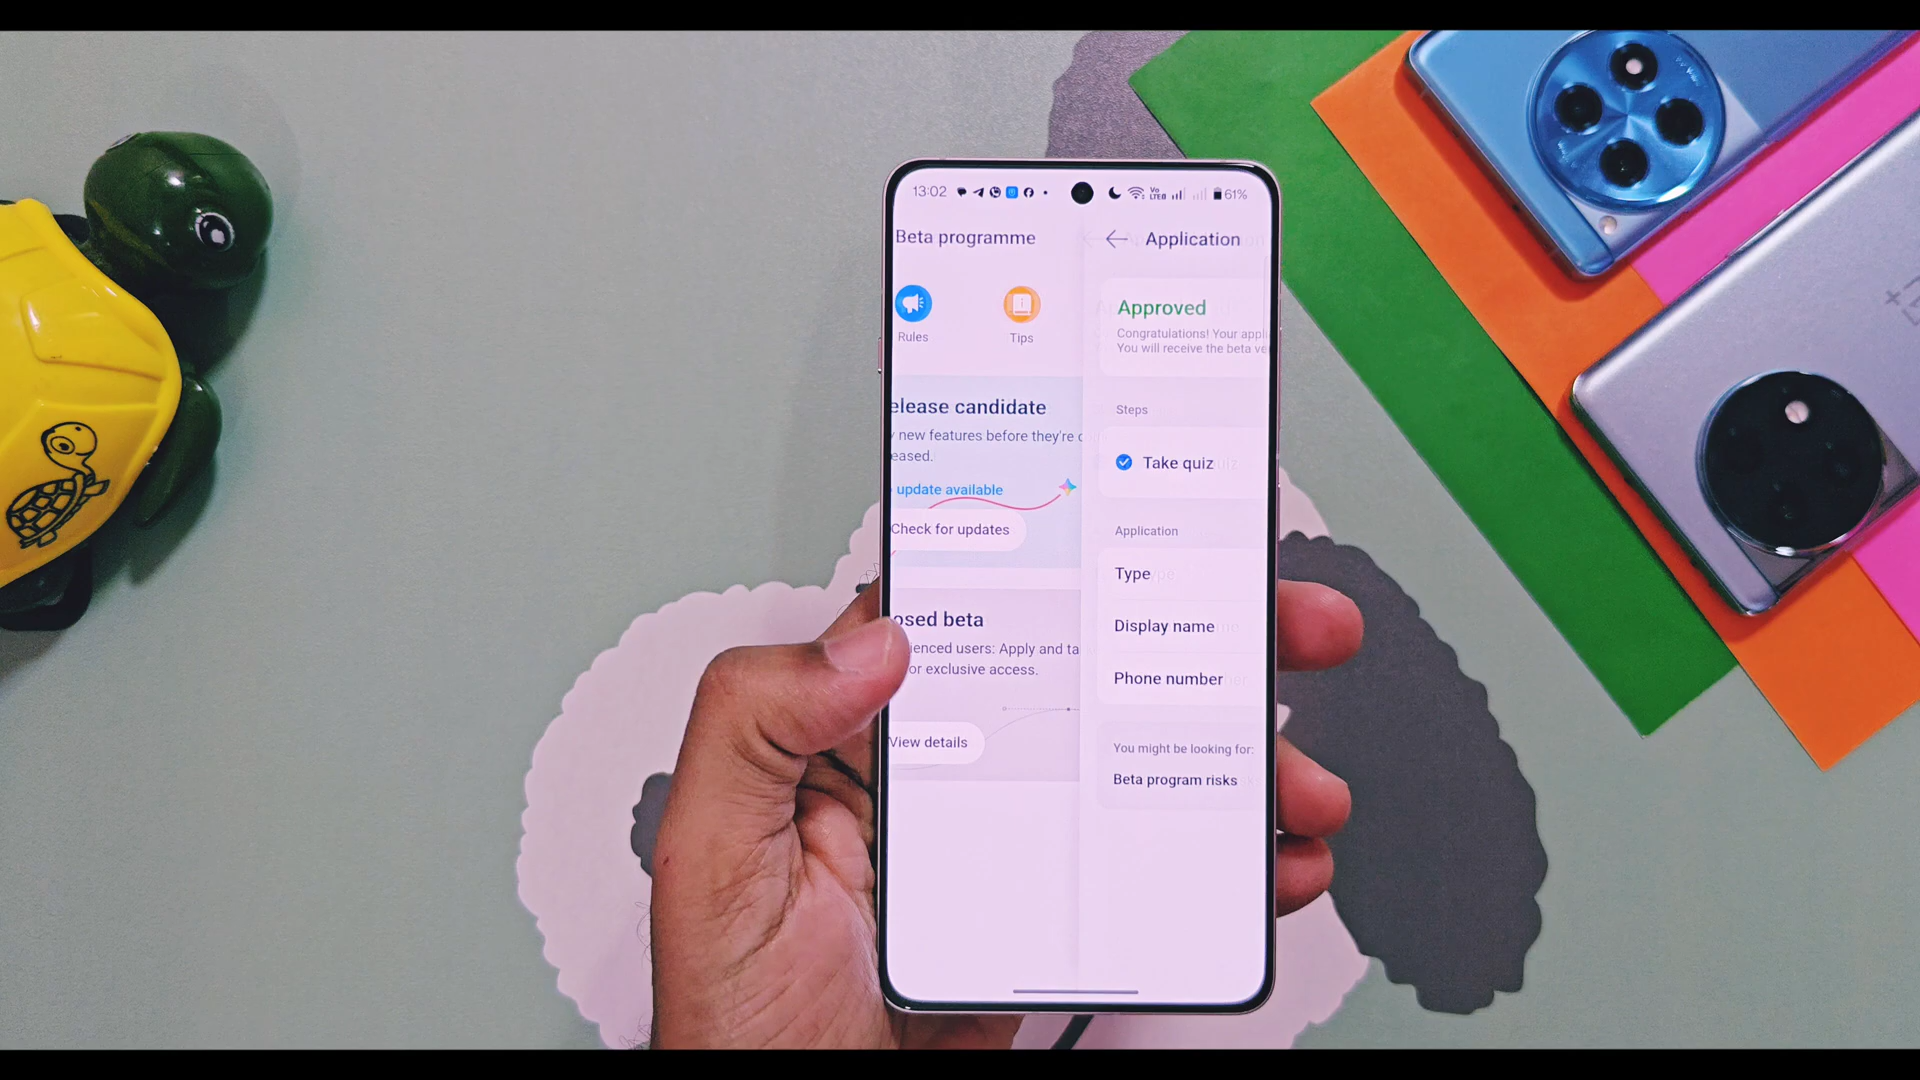 13:02
Vo
LTE
61%
Beta programme
Rules
Tips
elease candidate
new features before they're
eased.
update available
Check for updates
osed beta
ienced users: Apply and ta
or exclusive access.
View details
Application
Approved
Congratulations! Your appli
You will receive the beta ve
Steps
Take quiz
Application
Type
Display name
Phone number
You might be looking for:
Beta program risks